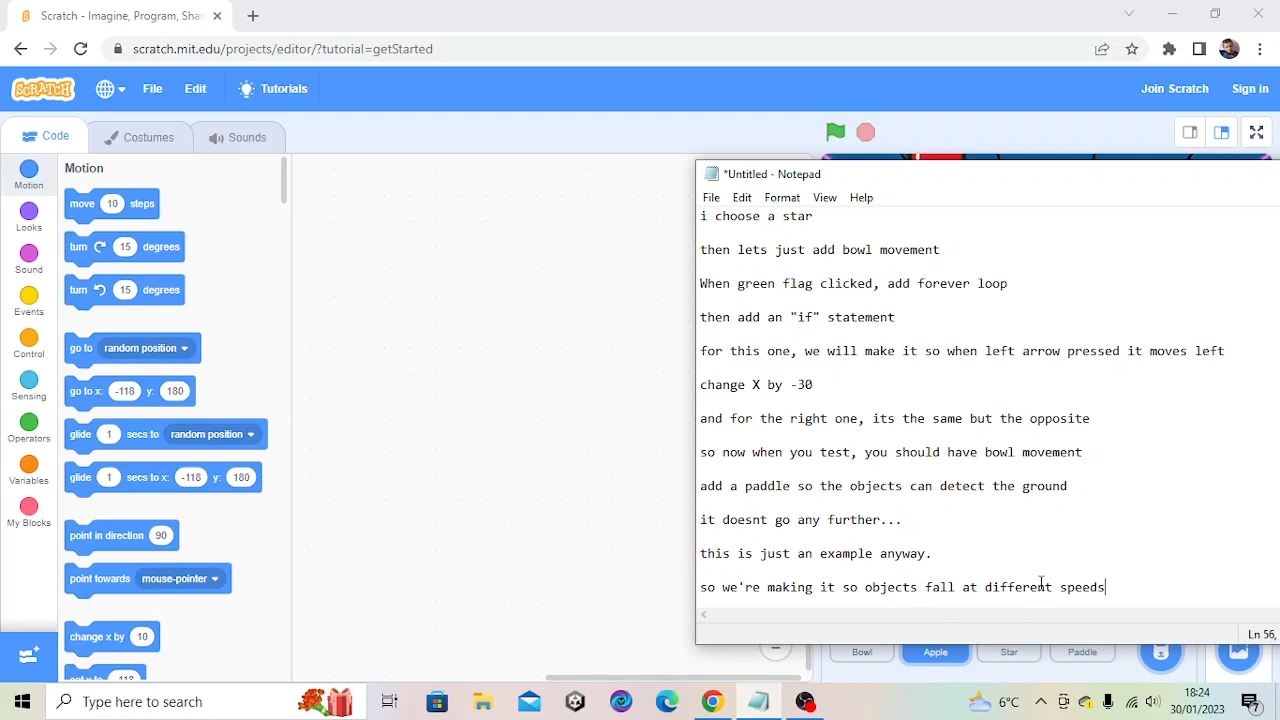 Scratch - Imagine, Program, Shar
scratch.mit.edu/projects/editor/?tutorial=getStarted
SCRATCH
File
Edit
Tutorials
Join Scratch
Sign in
Code
Costumes
Sounds
Motion
Looks
Sound
Events
Control
Sensing
Operators
Variables
My Blocks
Motion
move 10 steps
turn 15 degrees
turn 15 degrees
go to random position
go to x: -118 y: 180
glide 1 secs to random position
glide 1 secs to x: -118 y: 180
point in direction 90
point towards mouse-pointer
change x by 10
*Untitled - Notepad
File Edit Format View Help
i choose a star
then lets just add bowl movement
When green flag clicked, add forever loop
then add an "if" statement
for this one, we will make it so when left arrow pressed it moves left
change X by -30
and for the right one, its the same but the opposite
so now when you test, you should have bowl movement
add a paddle so the objects can detect the ground
it doesnt go any further...
this is just an example anyway.
so we're making it so objects fall at different speeds
Ln 56,
Bowl
Apple
Star
Paddle
Type here to search
6°C
18:24
30/01/2023
7